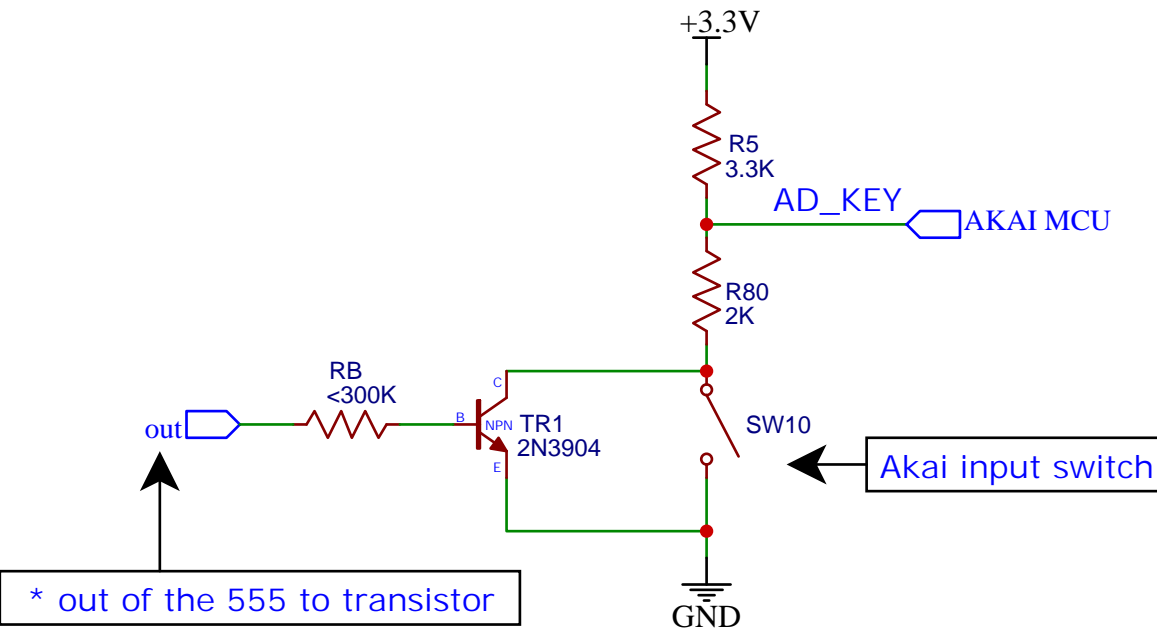 +3.3V
R5
3.3K
AD_KEY
AKAI MCU
R80
2K
RB
<300K
out
B
C
NPN
E
TR1
2N3904
SW10
Akai input switch
* out of the 555 to transistor
GND